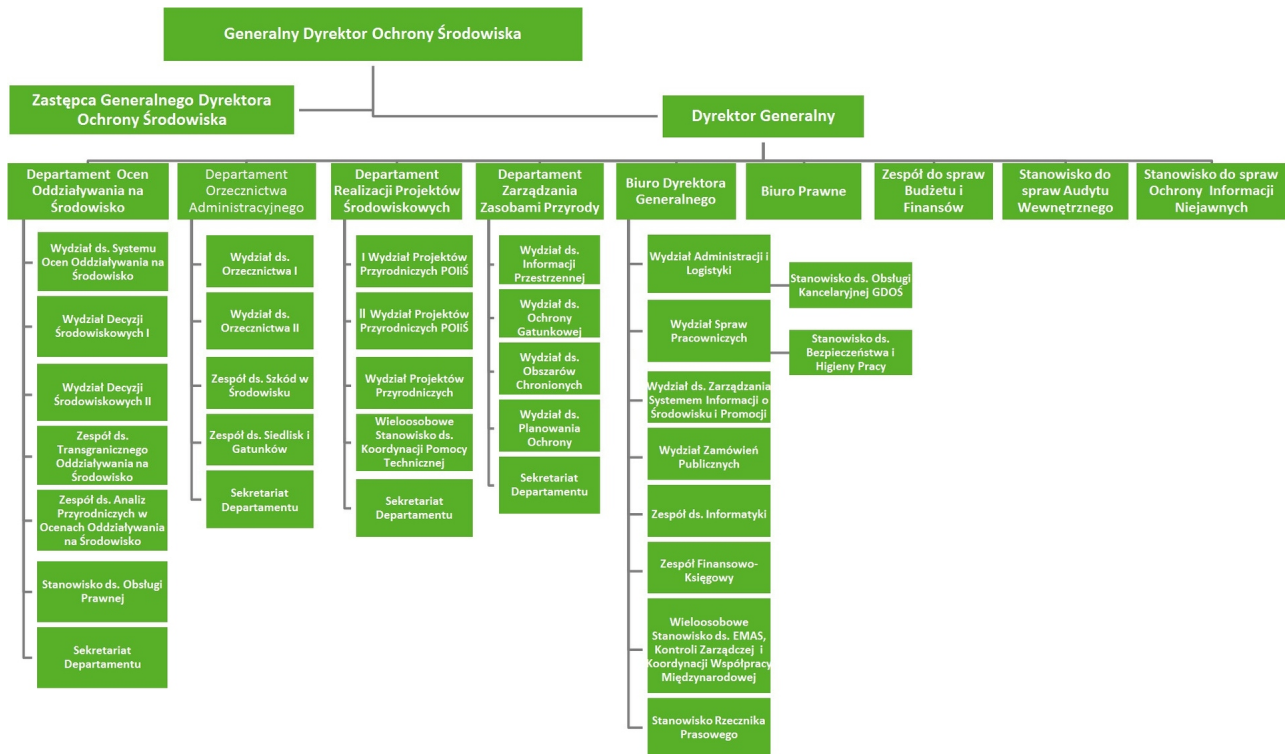 Generalny Dyrektor Ochrony Środowiska
Zastępca Generalnego Dyrektora
Ochrony Środowiska
Dyrektor Generalny
Departament Ocen
Oddziaływania na
Środowisko
Departament
Orzecznictwa
Administracyjnego
Departament
Realizacji Projektów
Środowiskowych
Departament
Zarządzania
Zasobami Przyrody
Biuro Dyrektora
Generalnego
Biuro Prawne
Zespół do spraw
Budżetu i
Finansów
Stanowisko do
spraw Audytu
Wewnętrznego
Stanowisko do spraw
Ochrony Informacji
Niejawnych
Wydział ds. Systemu
Ocen Oddziaływania na
Środowisko
Wydział Decyzji
Środowiskowych I
Wydział Decyzji
Środowiskowych II
Zespół ds.
Transgranicznego
Oddziaływania na
Środowisko
Zespół ds. Analiz
Przyrodniczych w
Ocenach Oddziaływania
na Środowisko
Stanowisko ds. Obsługi
Prawnej
Sekretariat
Departamentu
Wydział ds.
Orzecznictwa I
Wydział ds.
Orzecznictwa II
Zespół ds. Szkód w
Środowisku
Zespół ds. Siedlisk i
Gatunków
Sekretariat
Departamentu
I Wydział Projektów
Przyrodniczych POIiŚ
II Wydział Projektów
Przyrodniczych POIiŚ
Wydział Projektów
Przyrodniczych
Wieloosobowe
Stanowisko ds.
Koordynacji Pomocy
Technicznej
Sekretariat
Departamentu
Wydział ds.
Informacji
Przestrzennej
Wydział ds.
Ochrony
Gatunkowej
Wydział ds.
Obszarów
Chronionych
Wydział ds.
Planowania
Ochrony
Sekretariat
Departamentu
Wydział Administracji i
Logistyki
Stanowisko ds. Obsługi
Kancelaryjnej GDOŚ
Wydział Spraw
Pracowniczych
Stanowisko ds.
Bezpieczeństwa i
Higieny Pracy
Wydział ds. Zarządzania
Systemem Informacji o
Środowisku i Promocji
Wydział Zamówień
Publicznych
Zespół ds. Informatyki
Zespół Finansowo-
Księgowy
Wieloosobowe
Stanowisko ds. EMAS,
Kontroli Zarządczej i
Koordynacji Współpracy
Międzynarodowej
Stanowisko Rzecznika
Prasowego